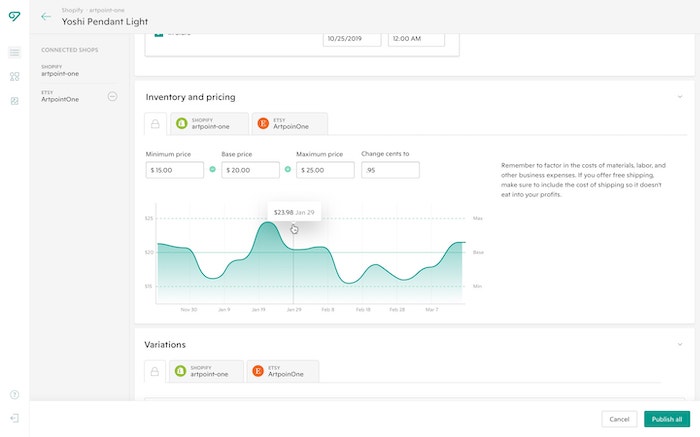 Shopify - artpoint-one
Yoshi Pendant Light
CONNECTED SHOPS
SHOPIFY
artpoint-one
ETSY
ArtpointOne
10/25/2019
12:00 AM
Inventory and pricing
SHOPIFY
artpoint-one
ETSY
ArtpoinOne
Minimum price
Base price
Maximum price
Change cents to
$ 15.00
$ 20.00
$ 25.00
.95
Remember to factor in the costs of materials, labor, and
other business expenses. If you offer free shipping,
make sure to include the cost of shipping so it doesn't
eat into your profits.
$23.98 Jan 29
$25
Max
$20
Base
$15
Min
Nov 30
Jan 9
Jan 19
Jan 29
Feb 8
Feb 18
Feb 28
Mar 7
Variations
SHOPIFY
artpoint-one
ETSY
ArtpoinOne
Cancel
Publish all